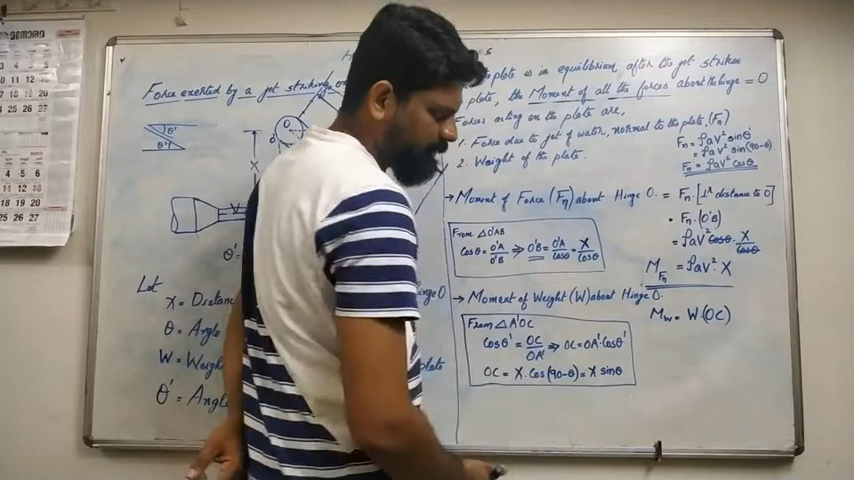 Force exerted by a jet striking
θ'
θ'
O
X
V
Let
X = Distance
θ = Angle
W = Weight
θ' = Angle
plate is in equilibrium after the jet strikes
plate, the Moment of all the forces about the hinge = 0
Forces acting on the plate are,
1. Force due to jet of water, normal to the plate, (Fn)
2. Weight of the plate.
Fn = ρaV² sinθ'
= ρaV² sin(90-θ)
Fn = ρaV² cosθ
→ Moment of Force (Fn) about Hinge O. = Fn. [⊥r distance to O]
= Fn (O'B)
= ρaV² cosθ · X/cosθ
M_Fn = ρaV². X
From △O'AB
cosθ = O'A/O'B ⇒ O'B = O'A/cosθ = X/cosθ
→ Moment of Weight (W) about Hinge O.
Mw = W.(OC)
From △A'OC
cosθ' = OC/OA' ⇒ OC = OA'. cosθ'
OC = X. Cos(90-θ) = X sinθ
Hinge O
plate